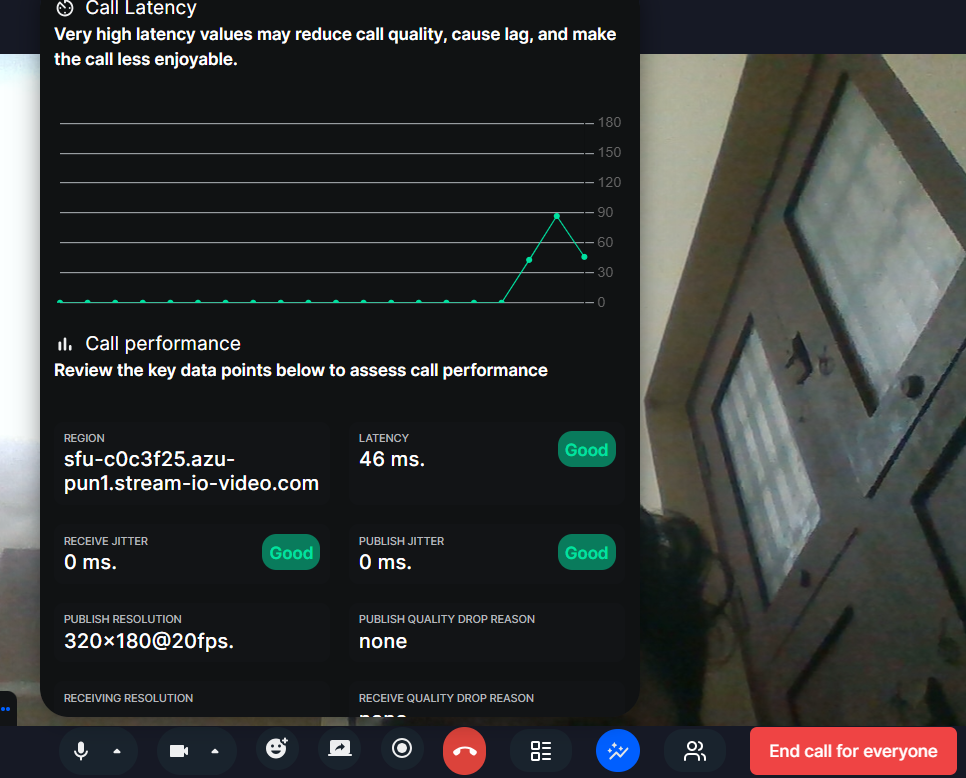 Call Latency
Very high latency values may reduce call quality, cause lag, and make
the call less enjoyable.
180
150
120
90
60
30
0
Call performance
Review the key data points below to assess call performance
REGION
sfu-c0c3f25.azu-
pun1.stream-io-video.com
LATENCY
46 ms.
Good
RECEIVE JITTER
0 ms.
Good
PUBLISH JITTER
0 ms.
Good
PUBLISH RESOLUTION
320x180@20fps.
PUBLISH QUALITY DROP REASON
none
RECEIVING RESOLUTION
RECEIVE QUALITY DROP REASON
none
End call for everyone